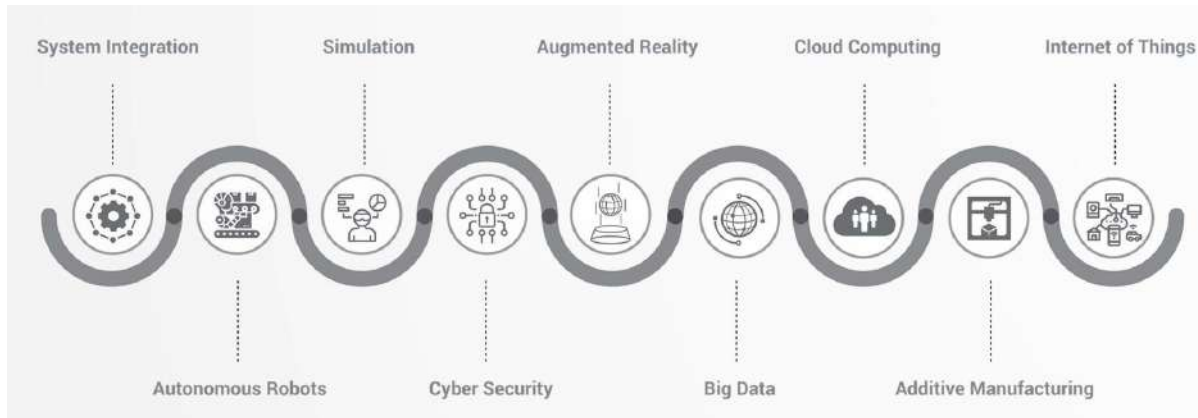 System Integration
Simulation
Augmented Reality
Cloud Computing
Internet of Things
Autonomous Robots
Cyber Security
Big Data
Additive Manufacturing